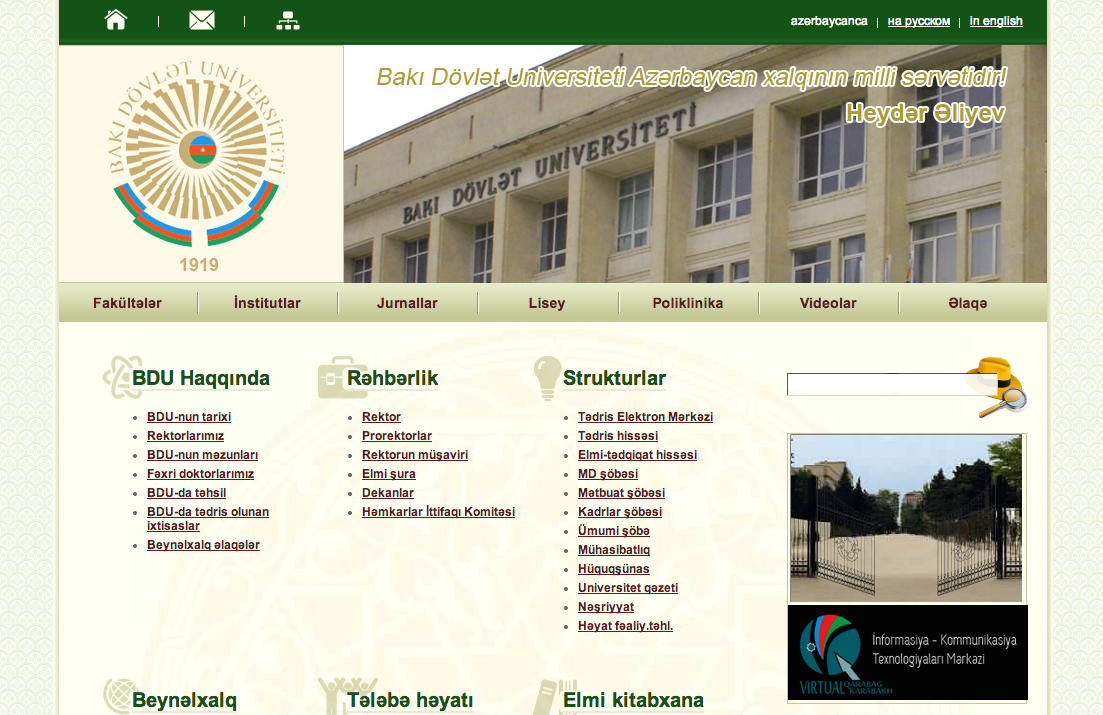 azərbaycanca | на русском | in english
BAKI DÖVLƏT UNİVERSİTETİ
1919
Bakı Dövlət Universiteti Azərbaycan xalqının milli sərvətidir!
Heydər Əliyev
BAKI DÖVLƏT UNİVERSİTETİ
Fakültələr
İnstitutlar
Jurnallar
Lisey
Poliklinika
Videolar
Əlaqə
BDU Haqqında
BDU-nun tarixi
Rektorlarımız
BDU-nun məzunları
Fəxri doktorlarımız
BDU-da təhsil
BDU-da tədris olunan
ixtisaslar
Beynəlxalq əlaqələr
Rəhbərlik
Rektor
Prorektorlar
Rektorun müşaviri
Elmi şura
Dekanlar
Həmkarlar İttifaqı Komitəsi
Strukturlar
Tədris Elektron Mərkəzi
Tədris hissəsi
Elmi-tədqiqat hissəsi
MD şöbəsi
Mətbuat şöbəsi
Kadrlar şöbəsi
Ümumi şöbə
Mühasibatlıq
Hüquqşünas
Universitet qəzeti
Nəşriyyat
Həyat fəaliy.təhl.
İnformasiya - Kommunikasiya
Texnologiyaları Mərkəzi
VIRTUAL QARABAG
KARABAKH
Beynəlxalq
Tələbə həyatı
Elmi kitabxana